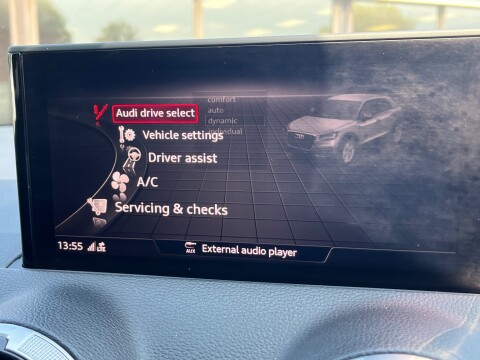 comfort
Audi drive select
auto
dynamic
individual
Vehicle settings
Driver assist
A/C
Servicing & checks
13:55 LTE
AUX External audio player